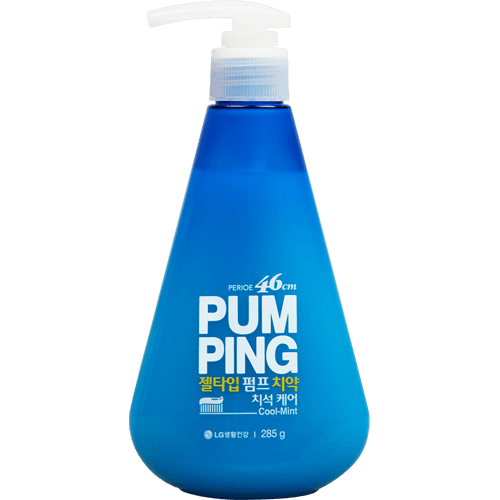 PERIOE 46cm
PUM
PING
젤타입 펌프 치약
치석 케어
Cool-Mint
LG생활건강 | 285 g